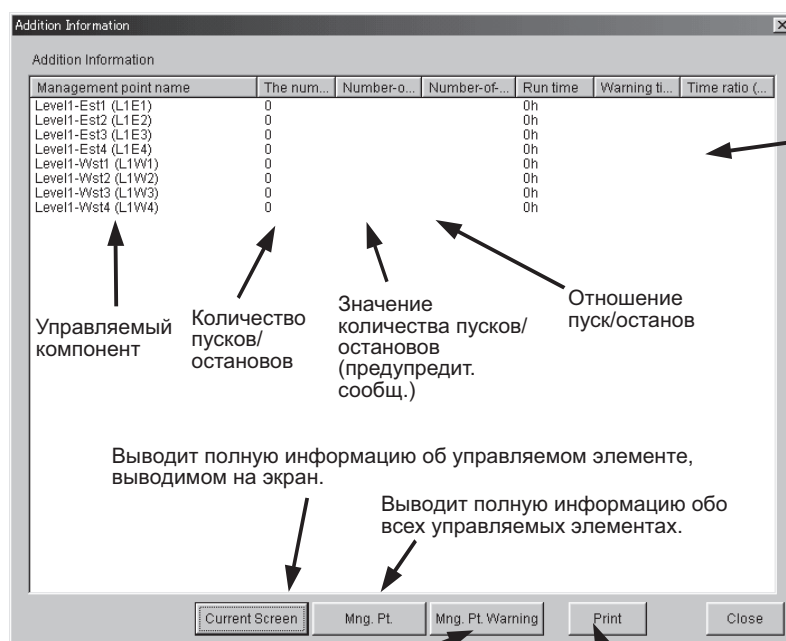 Addition Information
Addition Information
Management point name The num... Number-o... Number-of-... Run time Warning ti... Time ratio (...
Level1-Est1 (L1E1) 0 0h
Level1-Est2 (L1E2) 0 0h
Level1-Est3 (L1E3) 0 0h
Level1-Est4 (L1E4) 0 0h
Level1-Wst1 (L1W1) 0 0h
Level1-Wst2 (L1W2) 0 0h
Level1-Wst3 (L1W3) 0 0h
Level1-Wst4 (L1W4) 0 0h
Управляемый
компонент
Количество
пусков/
остановов
Значение
количества пусков/
остановов
(предупредит.
сообщ.)
Отношение
пуск/останов
Выводит полную информацию об управляемом элементе,
выводимом на экран.
Выводит полную информацию обо
всех управляемых элементах.
Current Screen Mng. Pt. Mng. Pt. Warning Print Close